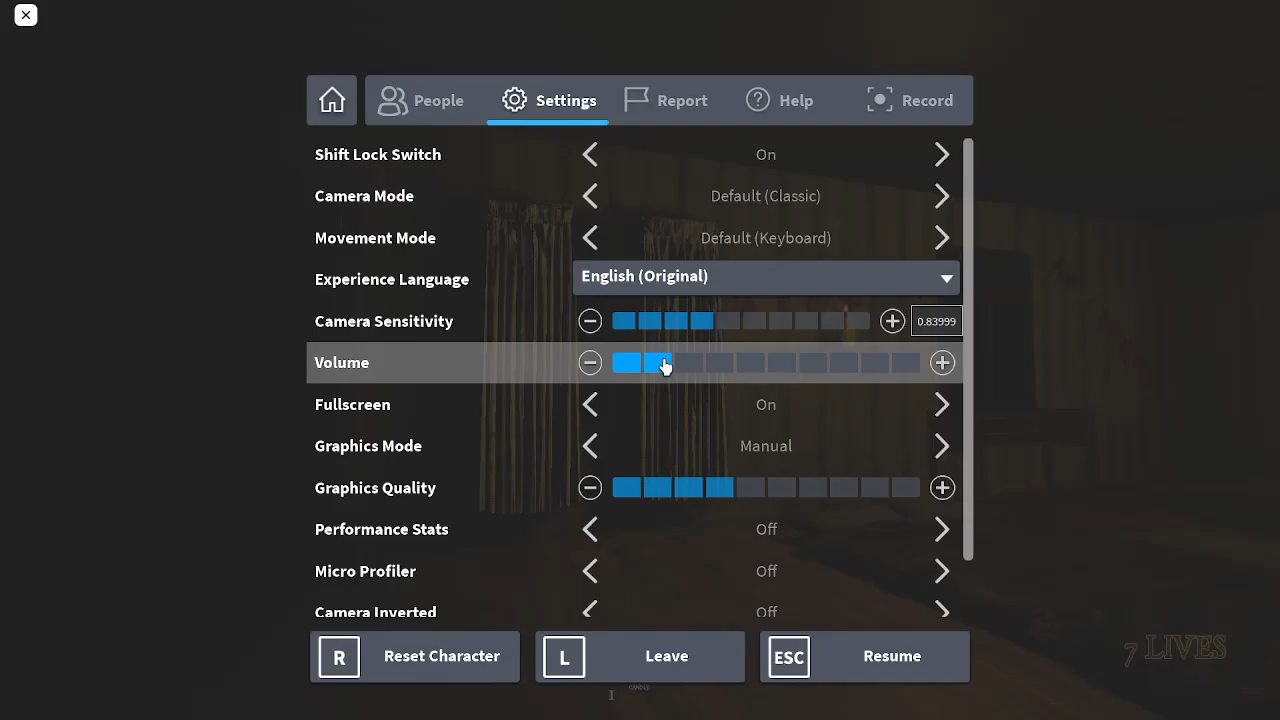 People Settings Report Help Record
Shift Lock Switch On
Camera Mode Default (Classic)
Movement Mode Default (Keyboard)
Experience Language English (Original)
Camera Sensitivity 0.83999
Volume
Fullscreen On
Graphics Mode Manual
Graphics Quality
Performance Stats Off
Micro Profiler Off
Camera Inverted Off
R Reset Character L Leave ESC Resume
7 LIVES